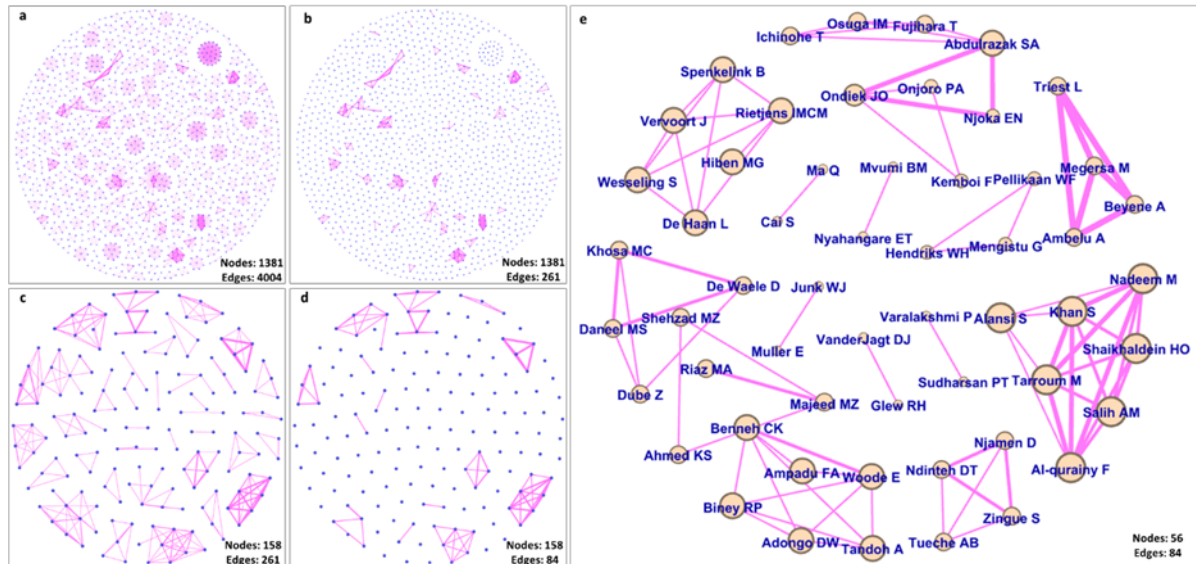 a
Nodes: 1381
Edges: 4004
b
Nodes: 1381
Edges: 261
c
Nodes: 158
Edges: 261
d
Nodes: 158
Edges: 84
e
Osuga IM
Fujihara T
Ichinohe T
Abdulrazak SA
Spenkelink B
Rietjens IMCM
Ondiek JO
Onjoro PA
Triest L
Vervoort J
Njoka EN
Hiben MG
Ma Q
Mvumi BM
Megersa M
Wesseling S
Kemboi F
Pellikaan WF
Beyene A
De Haan L
Cai S
Nyahangare ET
Ambelu A
Khosa MC
Hendriks WH
Mengistu G
De Waele D
Junk WJ
Nadeem M
Daneel MS
Shehzad MZ
Varalakshmi P
Alansi S
Khan S
VanderJagt DJ
Muller E
Shaikhaldein HO
Riaz MA
Sudharsan PT
Tarroum M
Dube Z
Majeed MZ
Glew RH
Salih AM
Benneh CK
Ahmed KS
Njamen D
Ampadu FA
Woode E
Ndinteh DT
Al-qurainy F
Biney RP
Zingue S
Adongo DW
Tandoh A
Tueche AB
Nodes: 56
Edges: 84